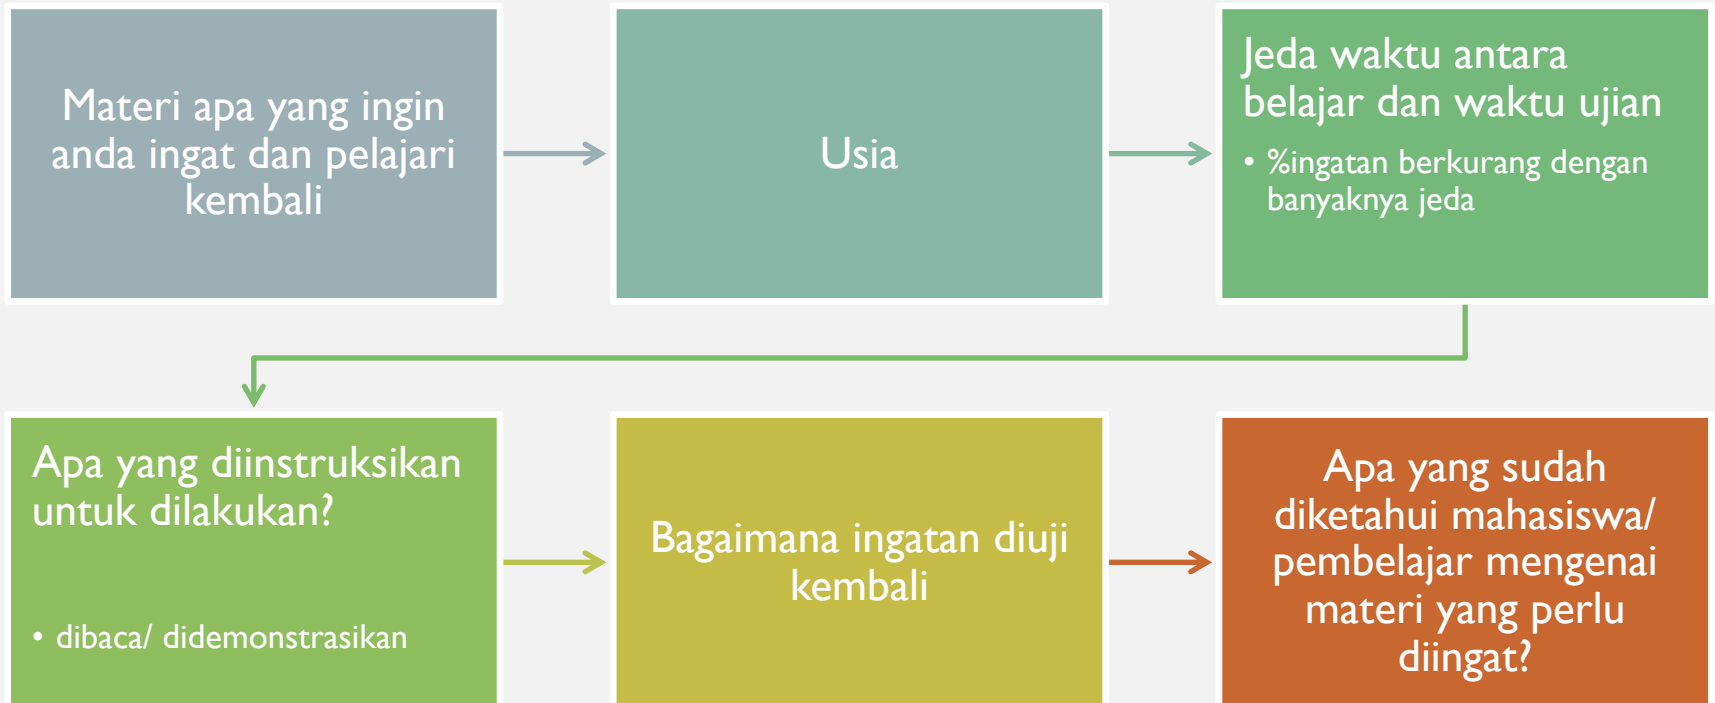 Materi apa yang ingin
anda ingat dan pelajari
kembali
Usia
Jeda waktu antara
belajar dan waktu ujian
• %ingatan berkurang dengan
banyaknya jeda
Apa yang diinstruksikan
untuk dilakukan?
• dibaca/ didemonstrasikan
Bagaimana ingatan diuji
kembali
Apa yang sudah
diketahui mahasiswa/
pembelajar mengenai
materi yang perlu
diingat?